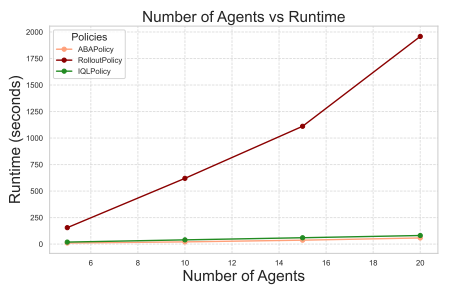 Number of Agents vs Runtime
Policies
ABAPolicy
RolloutPolicy
IQLPolicy
Runtime (seconds)
2000
1750
1500
1250
1000
750
500
250
0
6 8 10 12 14 16 18 20
Number of Agents